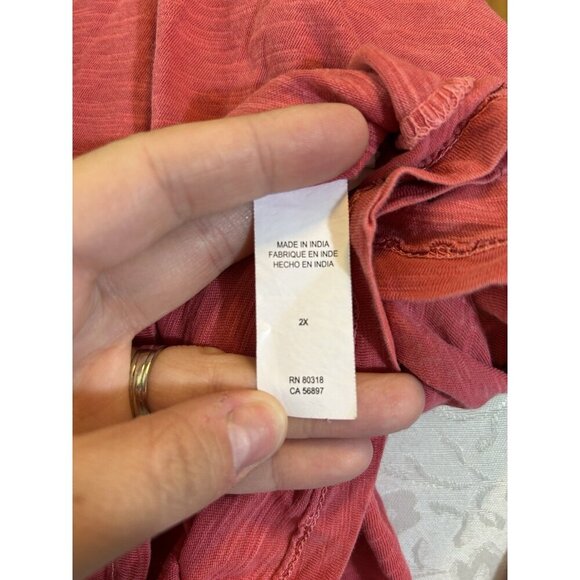 MADE IN INDIA
FABRIQUE EN INDE
HECHO EN INDIA
2X
RN 80318
CA 56897